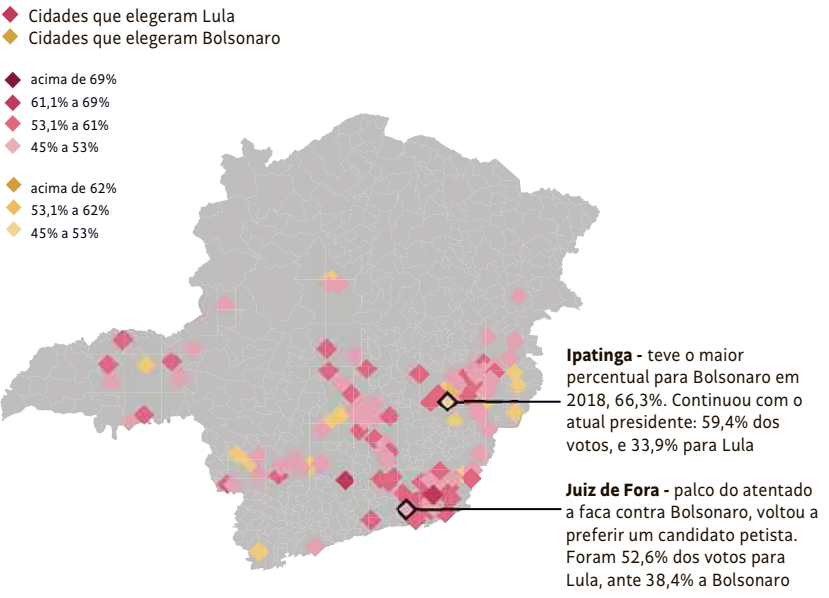 Cidades que elegeram Lula
Cidades que elegeram Bolsonaro
acima de 69%
61,1% a 69%
53,1% a 61%
45% a 53%
acima de 62%
53,1% a 62%
45% a 53%
Ipatinga - teve o maior
percentual para Bolsonaro em
2018, 66,3%. Continuou com o
atual presidente: 59,4% dos
votos, e 33,9% para Lula
Juiz de Fora - palco do atentado
a faca contra Bolsonaro, voltou a
preferir um candidato petista.
Foram 52,6% dos votos para
Lula, ante 38,4% a Bolsonaro